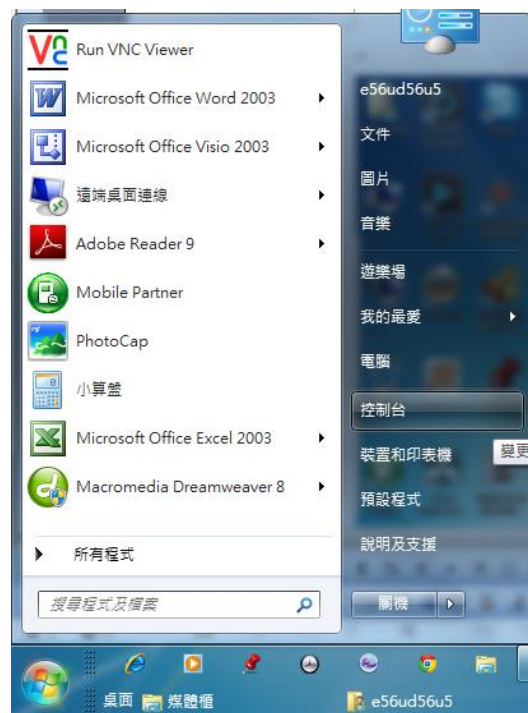 Run VNC Viewer
Microsoft Office Word 2003
Microsoft Office Visio 2003
遠端桌面連線
Adobe Reader 9
Mobile Partner
PhotoCap
小算盤
Microsoft Office Excel 2003
Macromedia Dreamweaver 8
所有程式
搜尋程式及檔案
e56ud56u5
文件
圖片
音樂
遊樂場
我的最愛
電腦
控制台
裝置和印表機
變更
預設程式
說明及支援
關機
桌面 媒體櫃 e56ud56u5